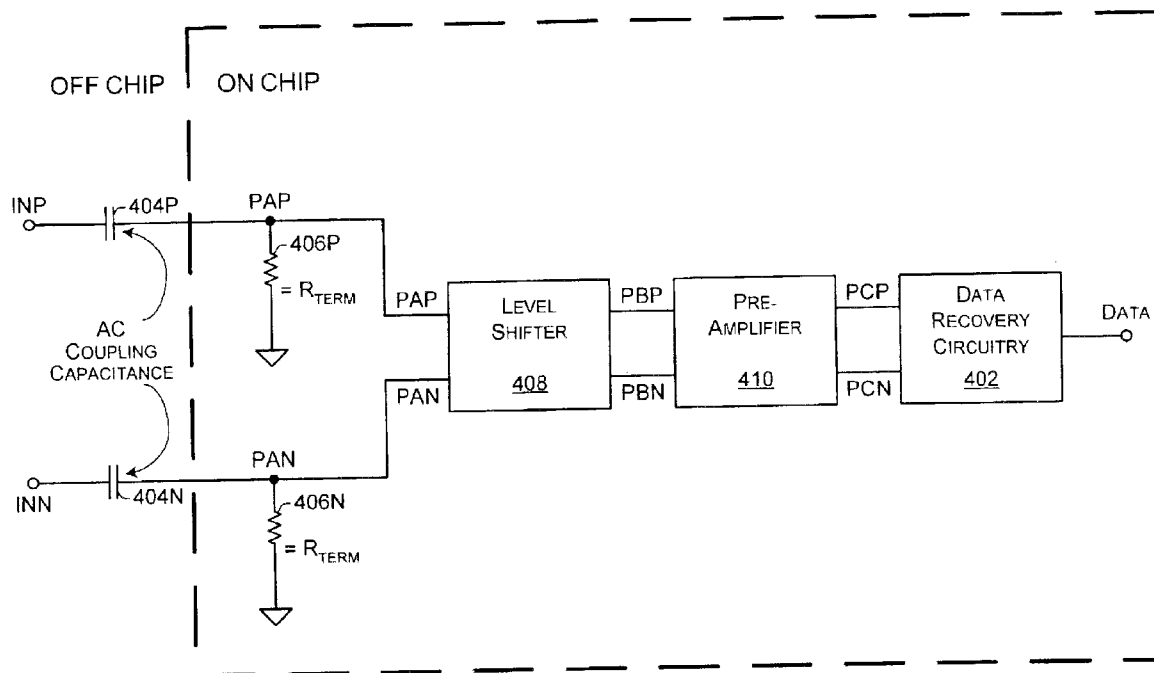 OFF CHIP
ON CHIP
INP
404P
PAP
406P
= RTERM
PAP
LEVEL
SHIFTER
408
PBP
PRE-
AMPLIFIER
410
PCP
DATA
RECOVERY
CIRCUITRY
402
DATA
AC
COUPLING
CAPACITANCE
PAN
PBN
PCN
INN
404N
PAN
406N
= RTERM